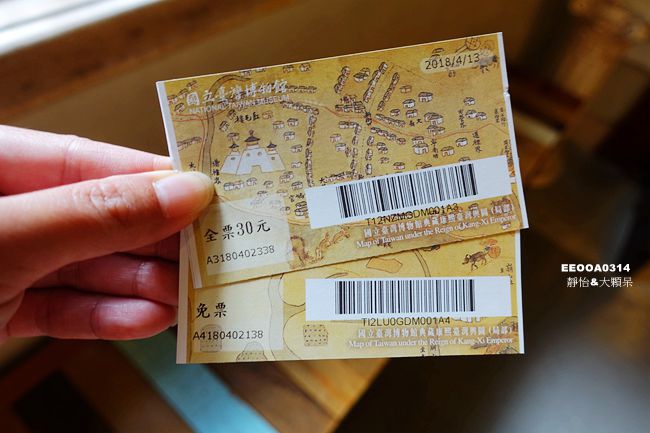 2018/4/13
國立臺灣博物館
NATIONAL TAIWAN MUSEUM
T12NZMGDM001A3
全票30元
A3180402338
國立臺灣博物館典藏康熙臺灣輿圖(局部)
Map of Taiwan under the Reign of Kang-Xi Emperor
免票
A4180402138
TI2LU0GDM001A4
國立臺灣博物館典藏康熙臺灣輿圖(局部)
Map of Taiwan under the Reign of Kang-Xi Emperor
EEOOA0314
靜怡&大顆呆